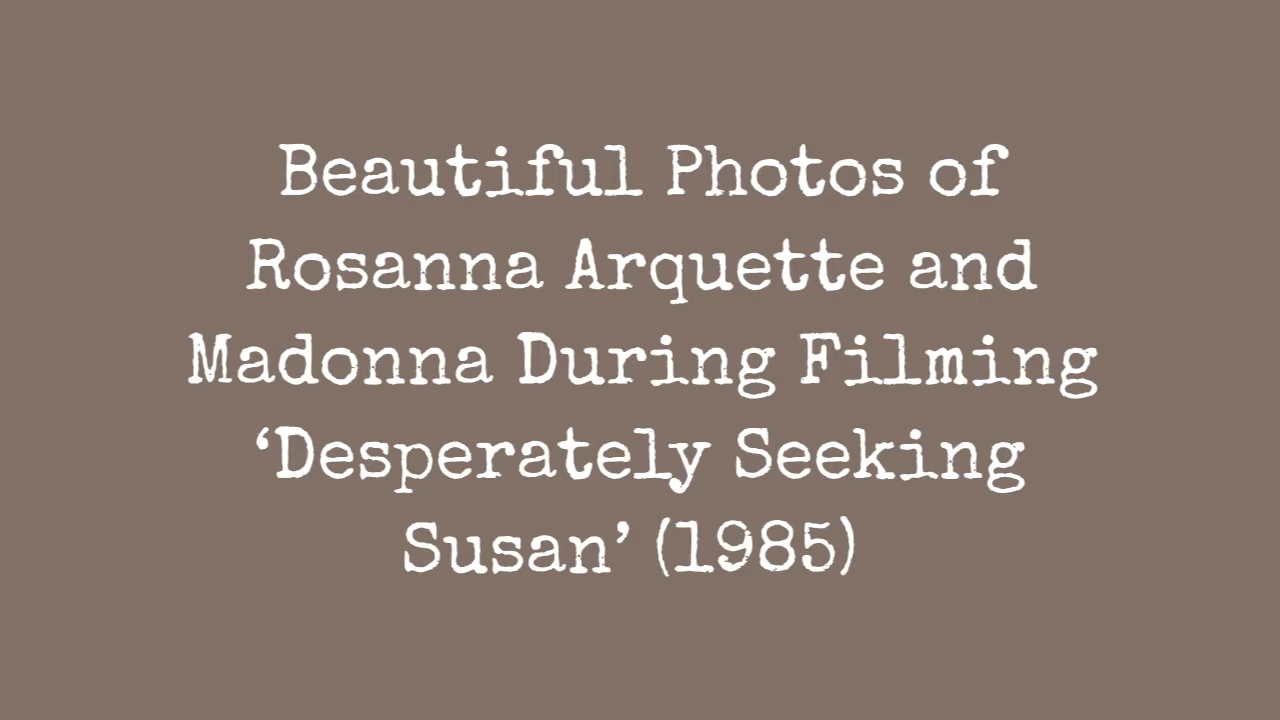 Beautiful Photos of
Rosanna Arquette and
Madonna During Filming
‘Desperately Seeking
Susan’ (1985)